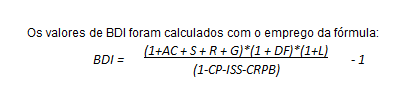 Os valores de BDI foram calculados com o emprego da fórmula:
(1+AC + S + R + G)*(1 + DF)*(1+L)
BDI = - 1
(1-CP-ISS-CRPB)